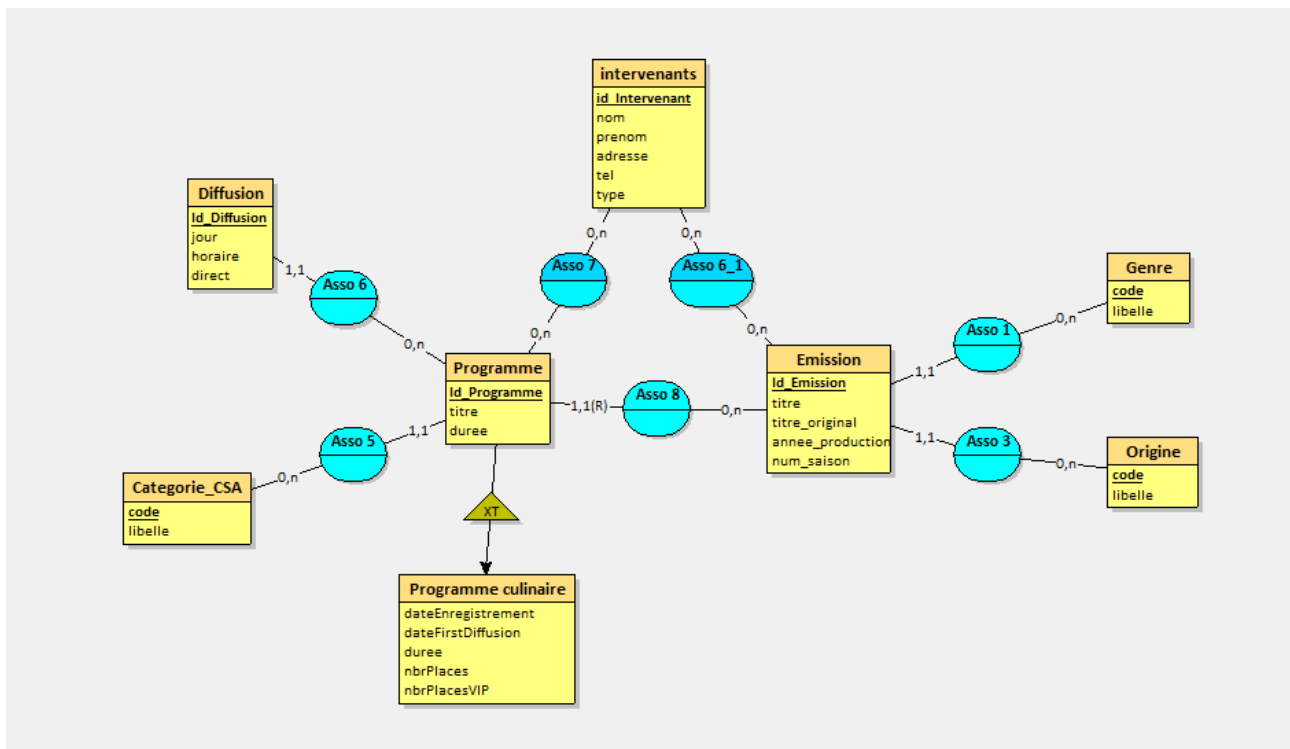 intervenants
id_Intervenant
nom
prenom
adresse
tel
type
Diffusion
Id_Diffusion
jour
horaire
direct
1,1
Asso 6
0,n
0,n
Asso 7
0,n
0,n
Asso 6_1
0,n
Genre
code
libelle
0,n
Asso 1
1,1
Programme
Id_Programme
titre
duree
1,1(R)
Asso 8
0,n
Emission
Id_Emission
titre
titre_original
annee_production
num_saison
1,1
Asso 3
0,n
Origine
code
libelle
1,1
Asso 5
0,n
Categorie_CSA
code
libelle
XT
Programme culinaire
dateEnregistrement
dateFirstDiffusion
duree
nbrPlaces
nbrPlacesVIP